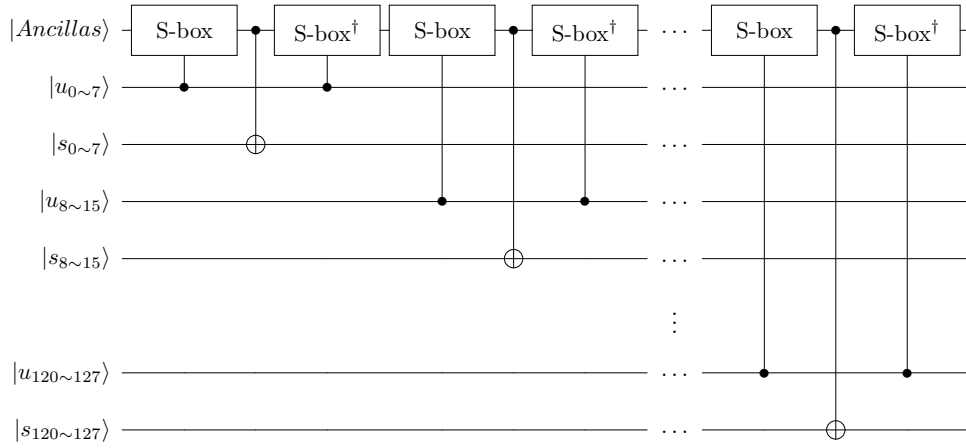 |Ancillas⟩ S-box S-box† S-box S-box† ... S-box S-box†
|u₀∼₇⟩ ...
|s₀∼₇⟩ ...
|u₈∼₁₅⟩ ...
|s₈∼₁₅⟩ ...
⋮
|u₁₂₀∼₁₂₇⟩ ...
|s₁₂₀∼₁₂₇⟩ ...